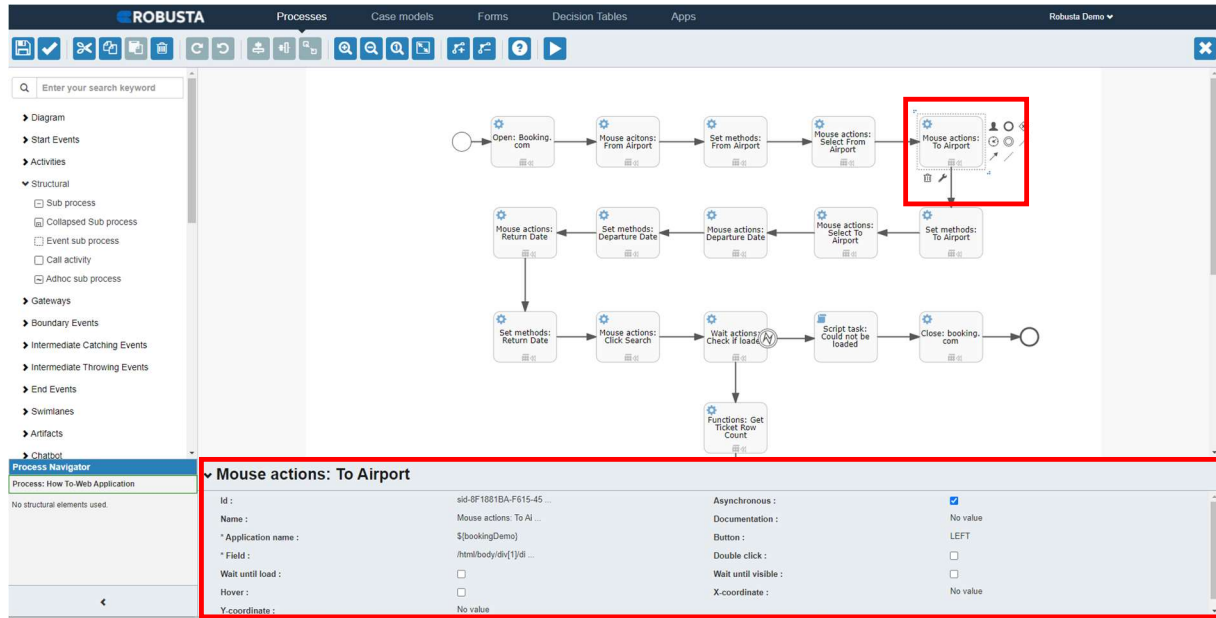 ROBUSTA
Processes
Case models
Forms
Decision Tables
Apps
Robusta Demo
Enter your search keyword
Diagram
Start Events
Activities
Structural
Sub process
Collapsed Sub process
Event sub process
Call activity
Adhoc sub process
Gateways
Boundary Events
Intermediate Catching Events
Intermediate Throwing Events
End Events
Swimlanes
Artifacts
Chatbot
Process Navigator
Process: How To-Web Application
No structural elements used.
Open: Booking.
com
Mouse acitons:
From Airport
Set methods:
From Airport
Mouse actions:
Select From
Airport
Mouse actions:
To Airport
Mouse actions:
Return Date
Set methods:
Departure Date
Mouse actions:
Departure Date
Mouse actions:
Select To
Airport
Set methods:
To Airport
Set methods:
Return Date
Mouse actions:
Click Search
Wait actions:
Check if loade
Script task:
Could not be
loaded
Close: booking.
com
Functions: Get
Ticket Row
Count
Mouse actions: To Airport
Id : sid-8F1881BA-F615-45 ...
Asynchronous :
Name : Mouse actions: To Ai ...
Documentation : No value
* Application name : ${bookingDemo}
Button : LEFT
* Field : /html/body/div[1]/di ...
Double click :
Wait until load :
Wait until visible :
Hover :
X-coordinate : No value
Y-coordinate : No value